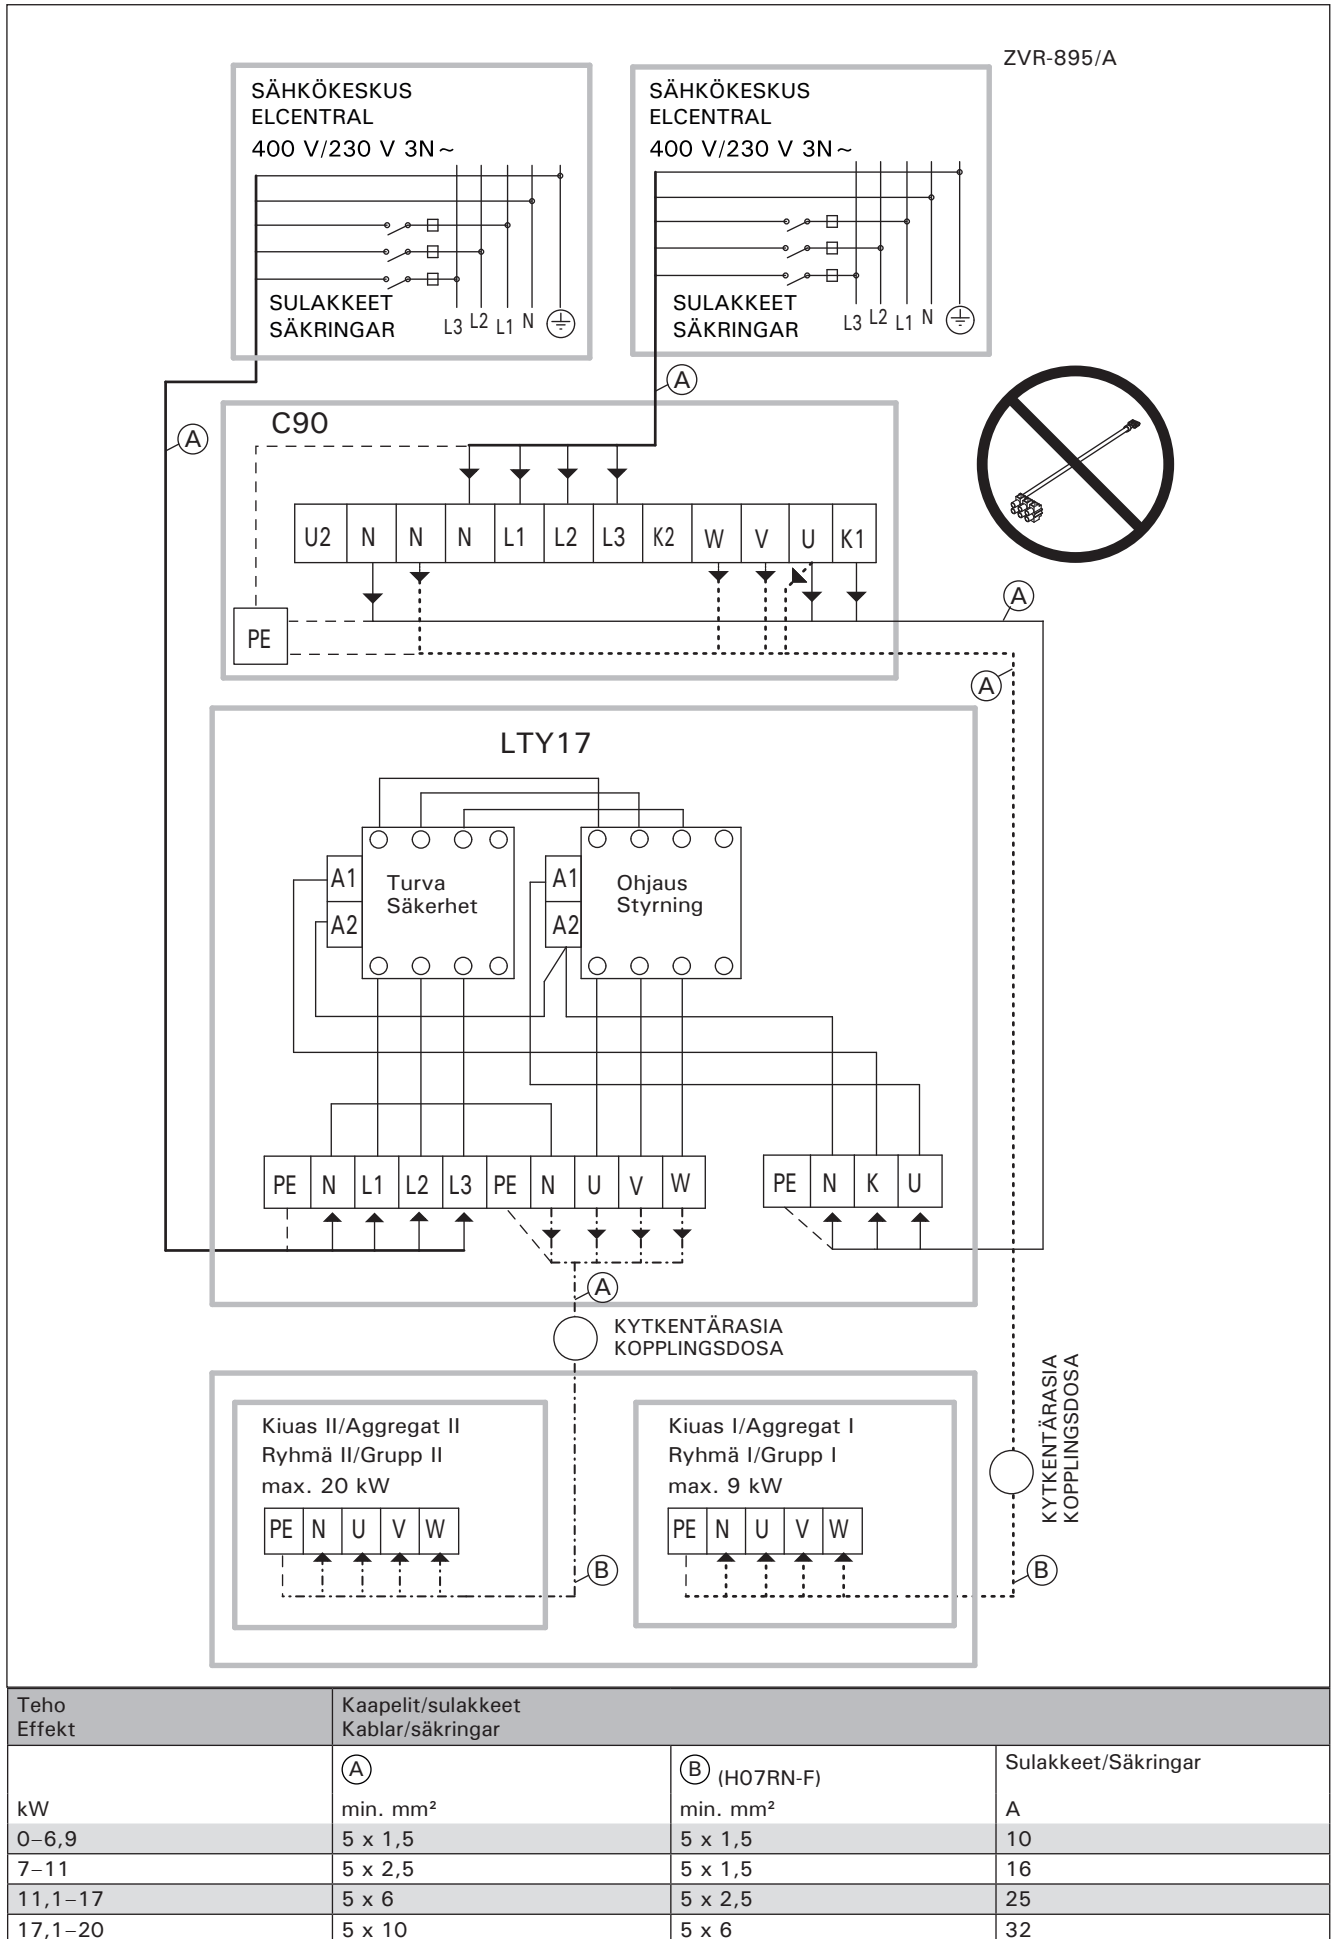 ZVR-895/A
SÄHKÖKESKUS
ELCENTRAL
400 V/230 V 3N~
SULAKKEET
SÄKRINGAR
L3 L2 L1 N
SÄHKÖKESKUS
ELCENTRAL
400 V/230 V 3N~
SULAKKEET
SÄKRINGAR
L3 L2 L1 N
A
A
C90
U2 N N N L1 L2 L3 K2 W V U K1
PE
A
A
LTY17
A1
A2
Turva
Säkerhet
A1
A2
Ohjaus
Styrning
PE N L1 L2 L3 PE N U V W
PE N K U
A
KYTKENTÄRASIA
KOPPLINGSDOSA
KYTKENTÄRASIA
KOPPLINGSDOSA
Kiuas II/Aggregat II
Ryhmä II/Grupp II
max. 20 kW
PE N U V W
B
Kiuas I/Aggregat I
Ryhmä I/Grupp I
max. 9 kW
PE N U V W
B
Teho
Effekt
Kaapelit/sulakkeet
Kablar/säkringar
A B (H07RN-F) Sulakkeet/Säkringar
kW min. mm² min. mm² A
0–6,9 5 x 1,5 5 x 1,5 10
7–11 5 x 2,5 5 x 1,5 16
11,1–17 5 x 6 5 x 2,5 25
17,1–20 5 x 10 5 x 6 32